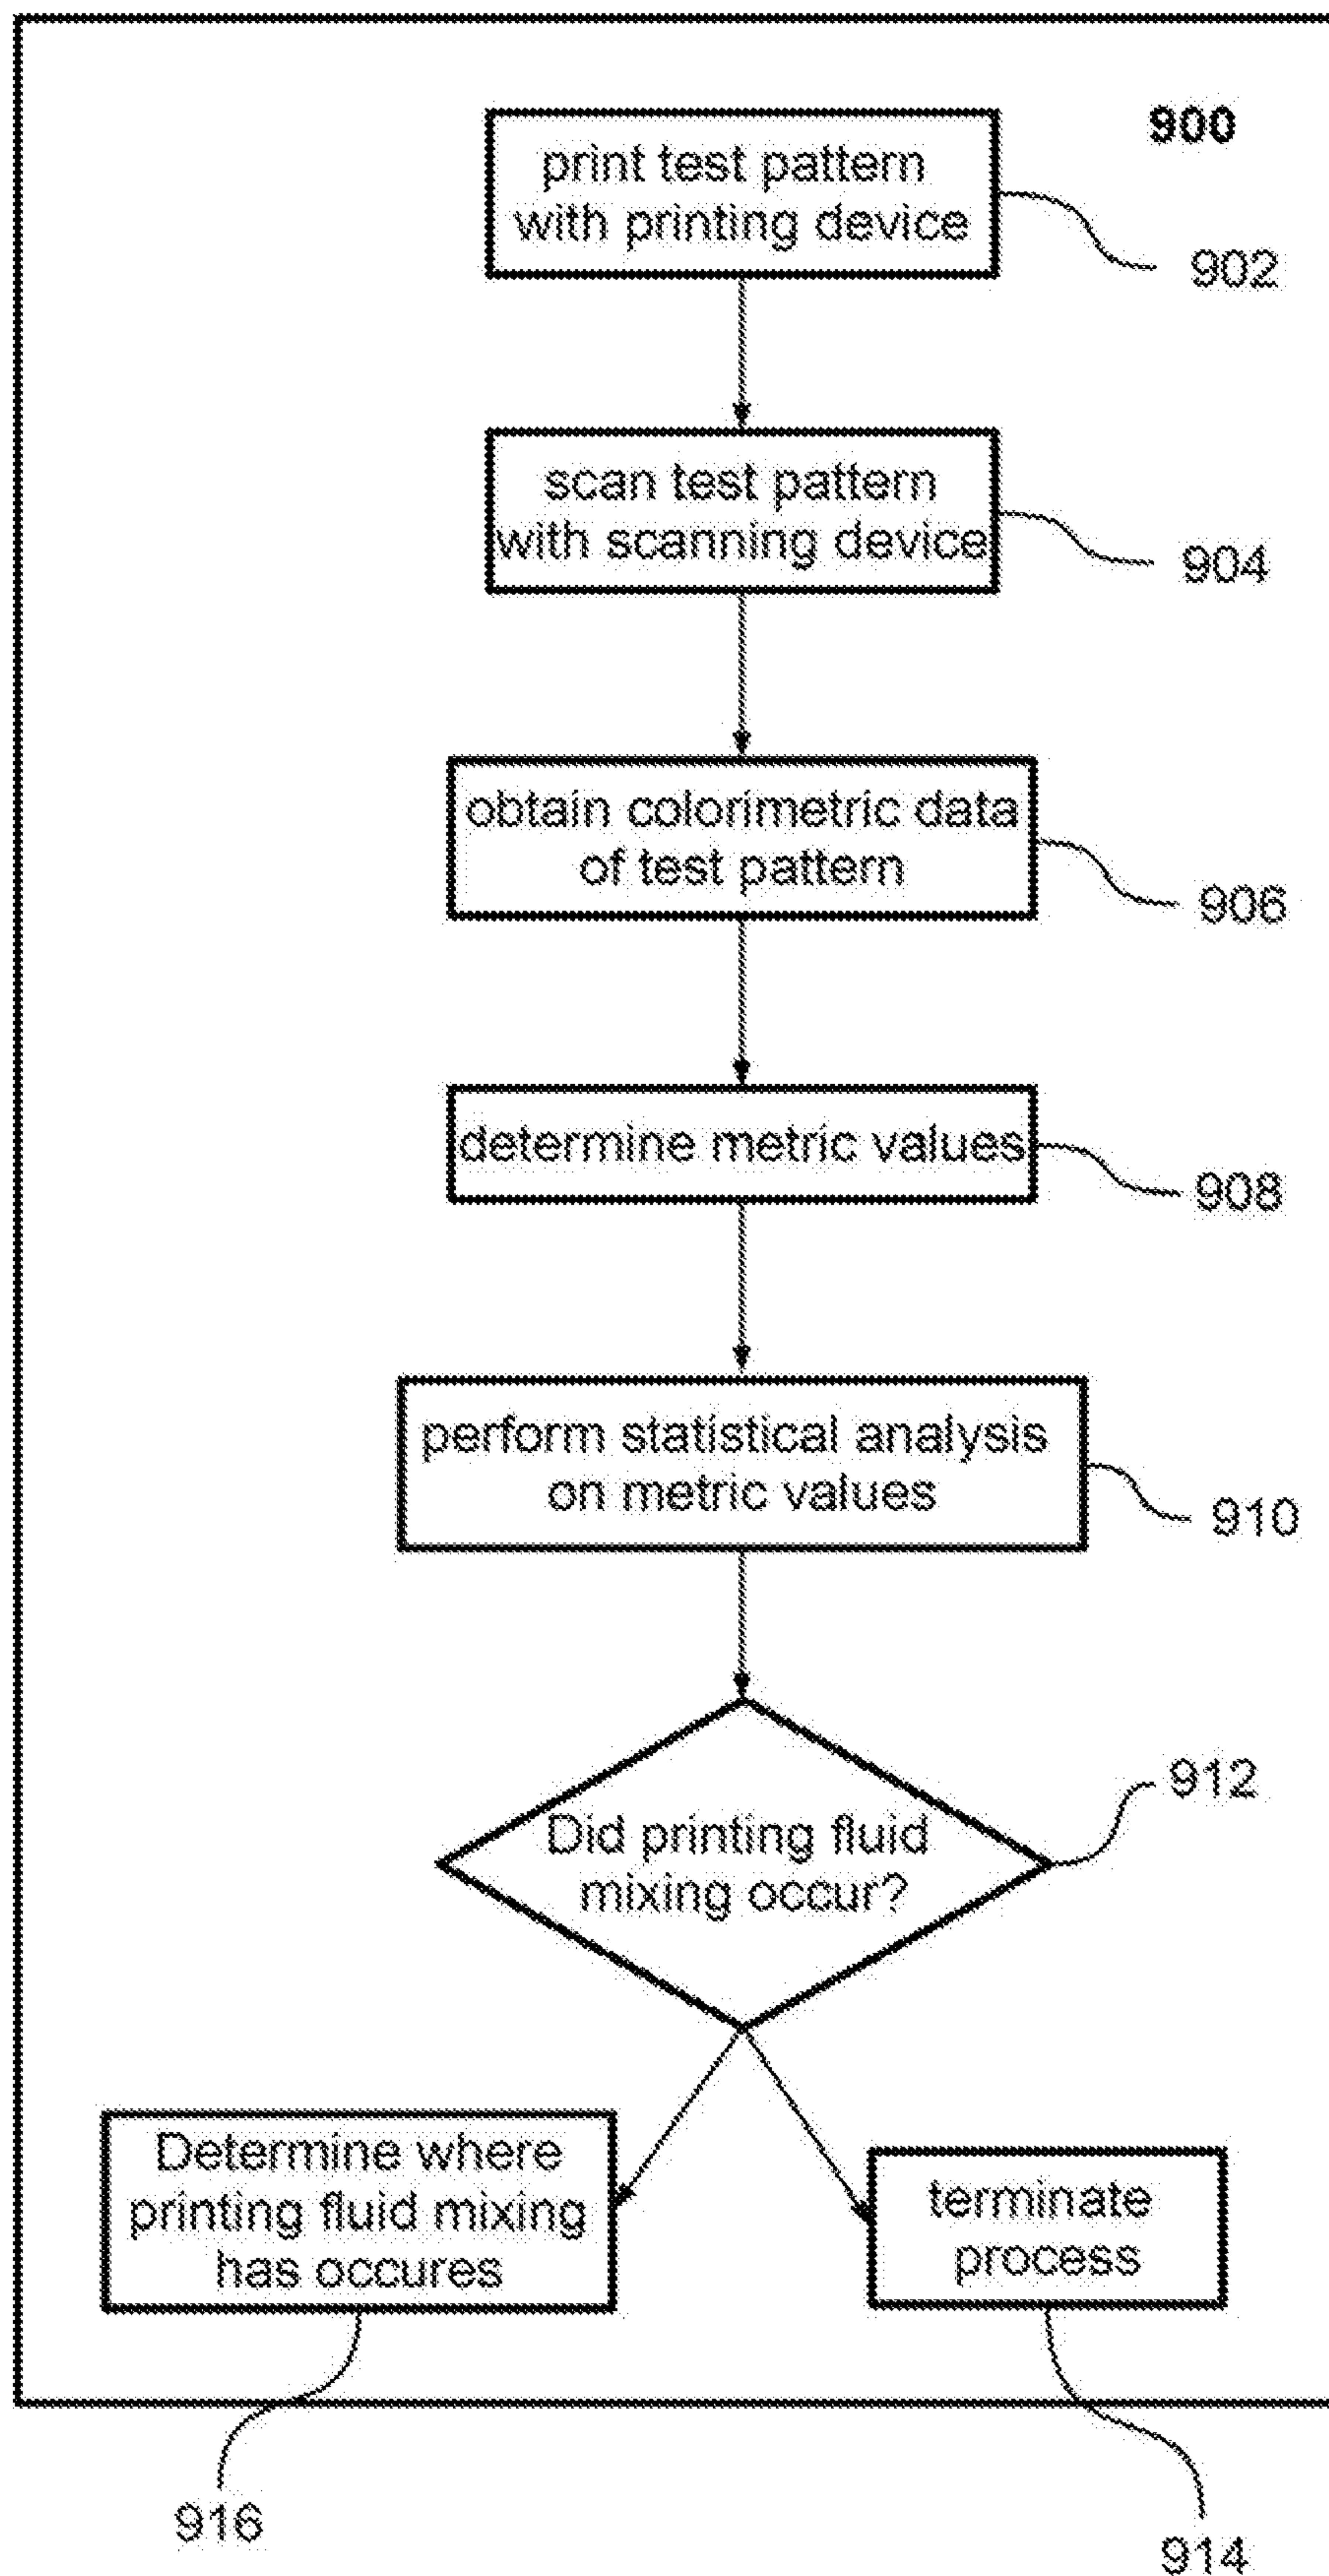 900
print test pattern
with printing device
902
scan test pattern
with scanning device
904
obtain colorimetric data
of test pattern
906
determine metric values
908
perform statistical analysis
on metric values
910
912
Did printing fluid
mixing occur?
Determine where
printing fluid mixing
has occures
terminate
process
916
914